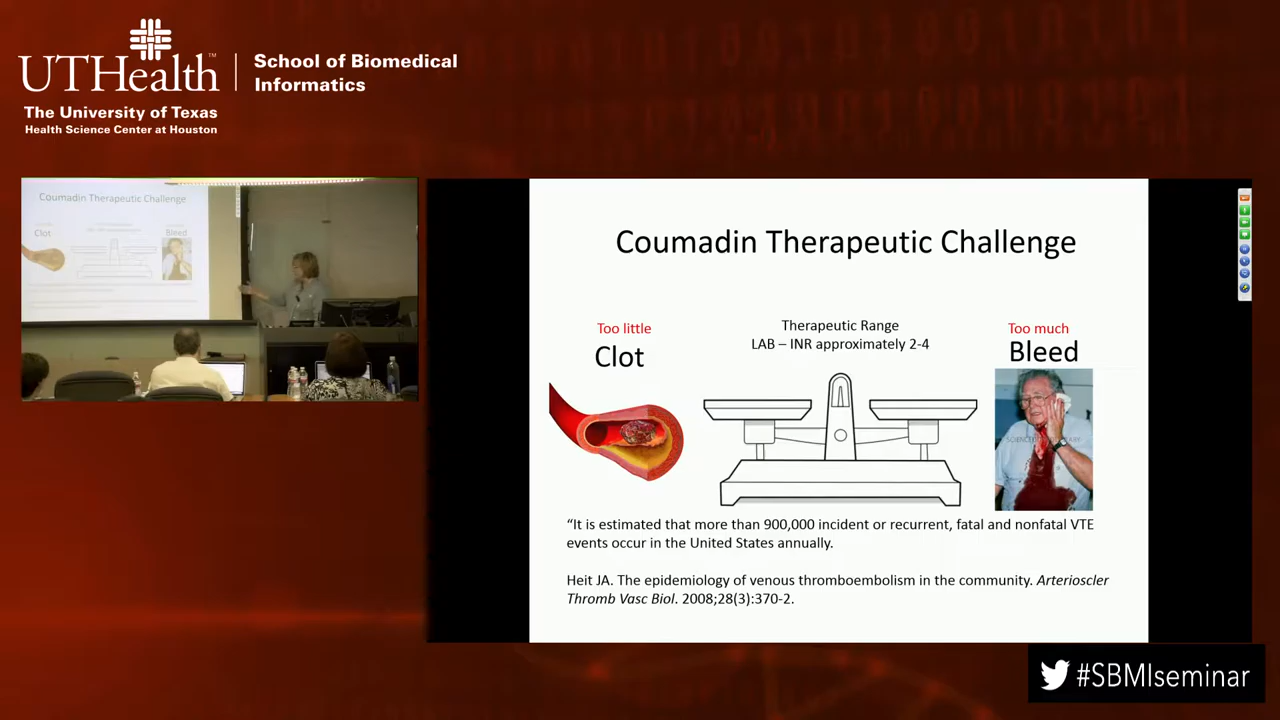 UTHealth™
The University of Texas
Health Science Center at Houston
School of Biomedical
Informatics
Coumadin Therapeutic Challenge
Clot
Bleed
Coumadin Therapeutic Challenge
Too little
Clot
Therapeutic Range
LAB – INR approximately 2-4
Too much
Bleed
“It is estimated that more than 900,000 incident or recurrent, fatal and nonfatal VTE
events occur in the United States annually.
Heit JA. The epidemiology of venous thromboembolism in the community. Arterioscler
Thromb Vasc Biol. 2008;28(3):370-2.
#SBMIseminar